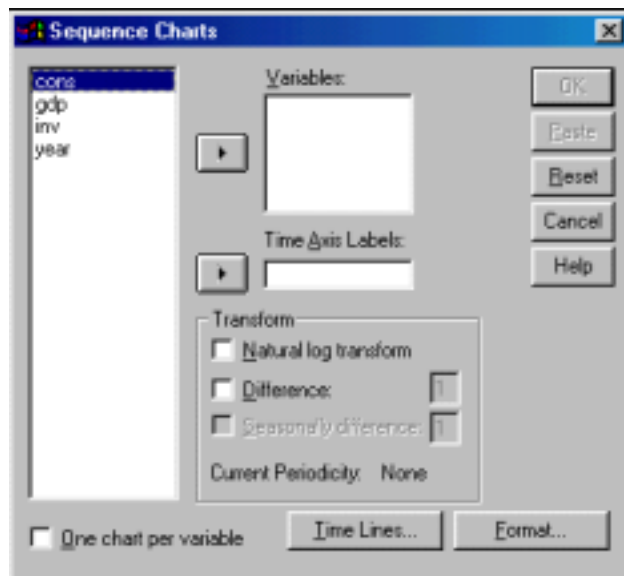 Sequence Charts
cons
gdp
inv
year
Variables:
Time Axis Labels:
OK
Paste
Reset
Cancel
Help
Transform
Natural log transform
Difference: 1
Seasonally difference: 1
Current Periodicity: None
One chart per variable
Time Lines...
Format...